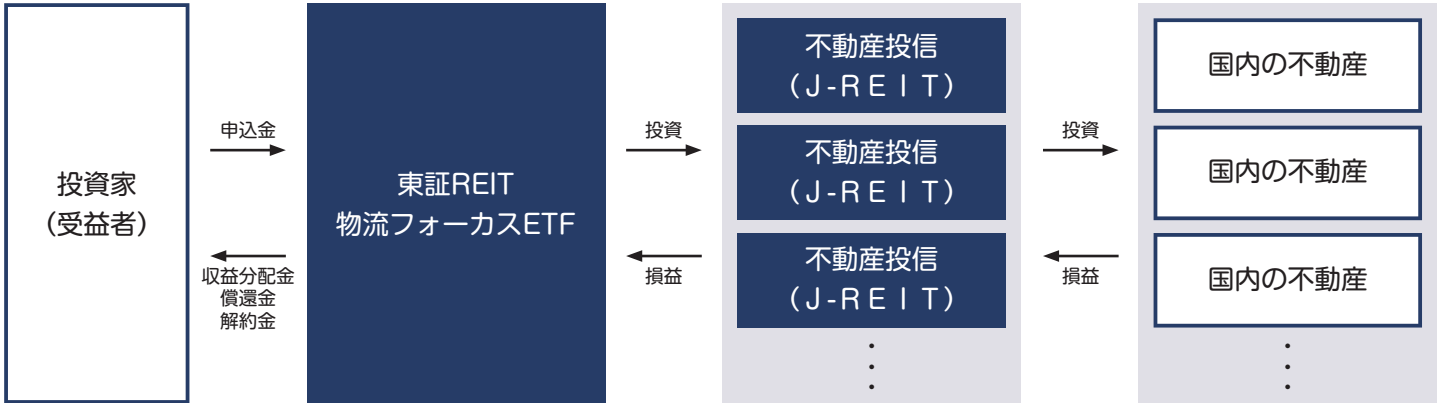 投資家
（受益者）
申込金
収益分配金
償還金
解約金
東証REIT
物流フォーカスETF
投資
損益
不動産投信
（J-REIT）
不動産投信
（J-REIT）
不動産投信
（J-REIT）
投資
損益
国内の不動産
国内の不動産
国内の不動産